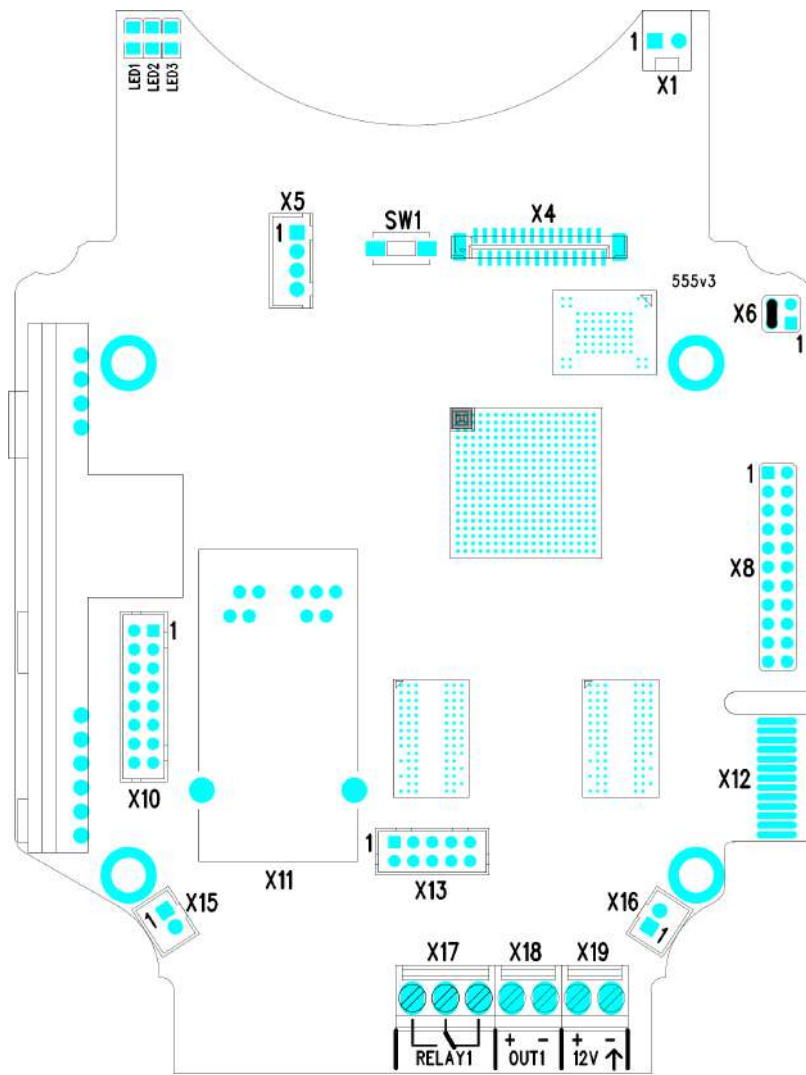 LED1
LED2
LED3
1
X1
X5
1
SW1
X4
555v3
X6
1
1
X8
1
X10
X11
1
X13
X12
1
X15
X16
1
X17 X18 X19
+ - + -
RELAY1 OUT1 12V ↑